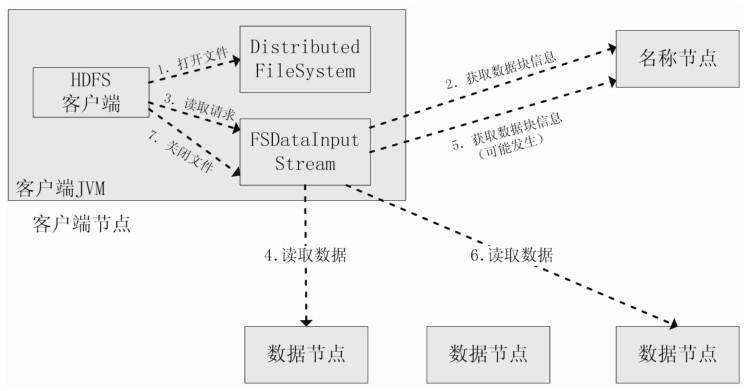 HDFS
客户端
1. 打开文件
Distributed
FileSystem
2. 获取数据块信息
名称节点
3. 读取请求
FSDataInput
Stream
5. 获取数据块信息
(可能发生)
7. 关闭文件
客户端JVM
客户端节点
4.读取数据
6.读取数据
数据节点
数据节点
数据节点